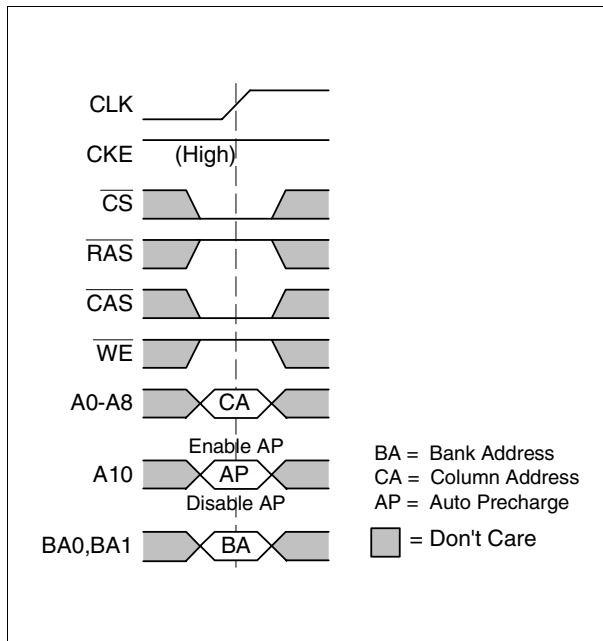 CLK
CKE (High)
CS
RAS
CAS
WE
A0-A8 CA
Enable AP
A10 AP
Disable AP
BA0,BA1 BA
BA = Bank Address
CA = Column Address
AP = Auto Precharge
= Don't Care